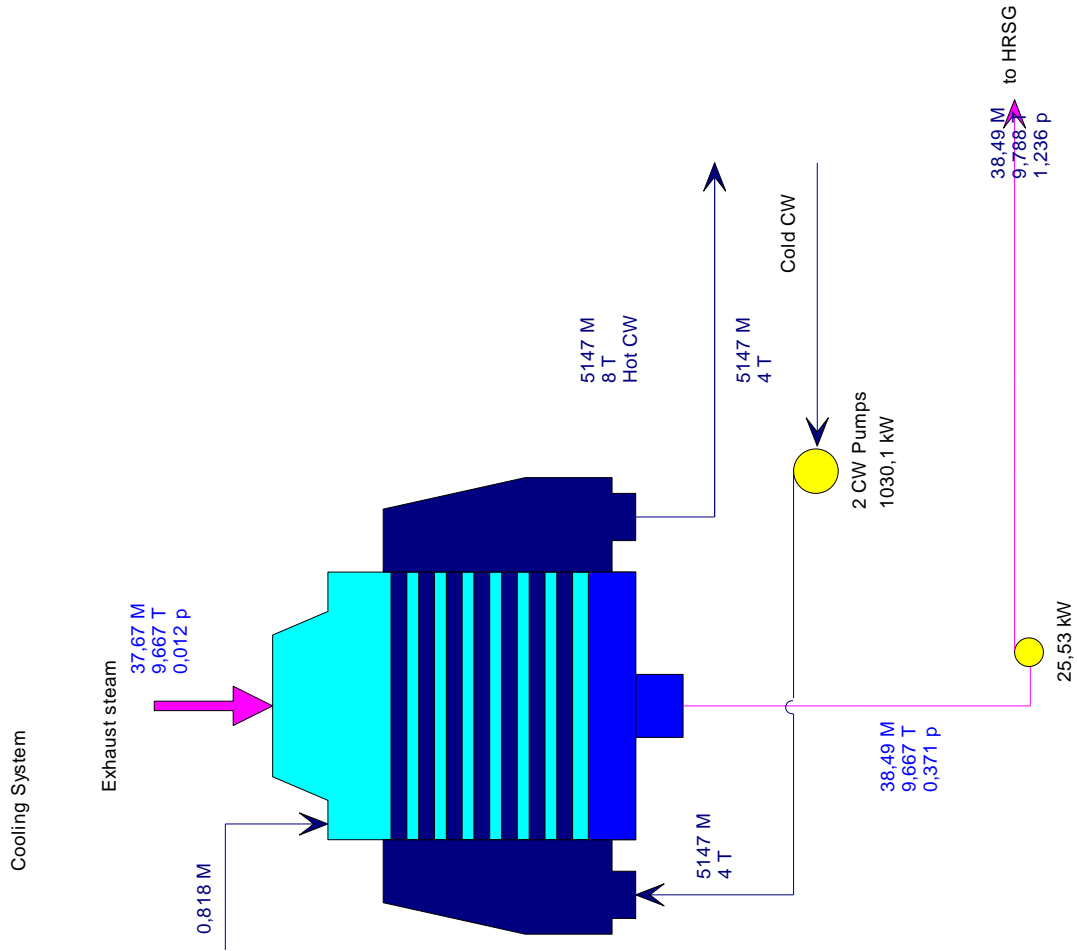 Cooling System
Exhaust steam
37,67 M
9,667 T
0,012 p
0,818 M
5147 M
8 T
Hot CW
5147 M
4 T
Cold CW
2 CW Pumps
1030,1 kW
5147 M
4 T
38,49 M
9,667 T
0,371 p
25,53 kW
38,49 M
9,788 T
1,236 p
to HRSG